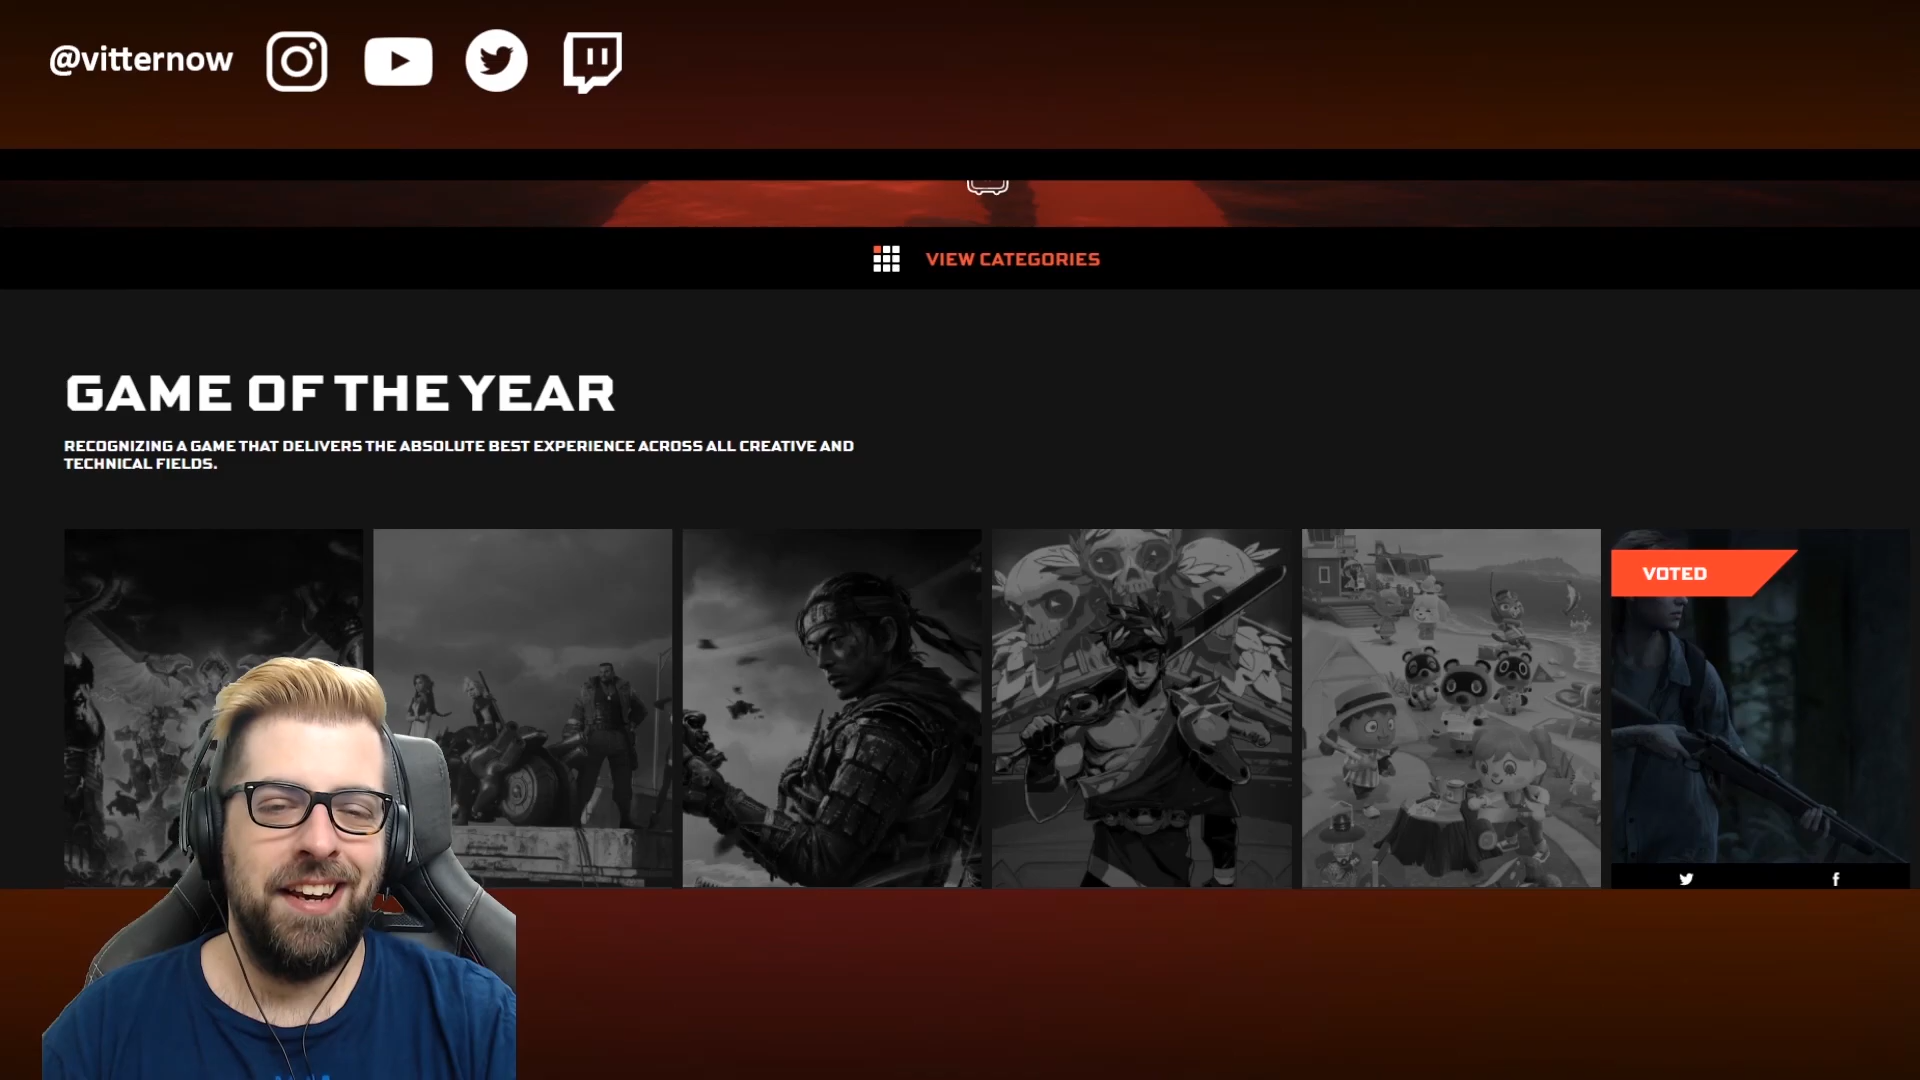 @vitternow
VIEW CATEGORIES
GAME OF THE YEAR
RECOGNIZING A GAME THAT DELIVERS THE ABSOLUTE BEST EXPERIENCE ACROSS ALL CREATIVE AND
TECHNICAL FIELDS.
VOTED